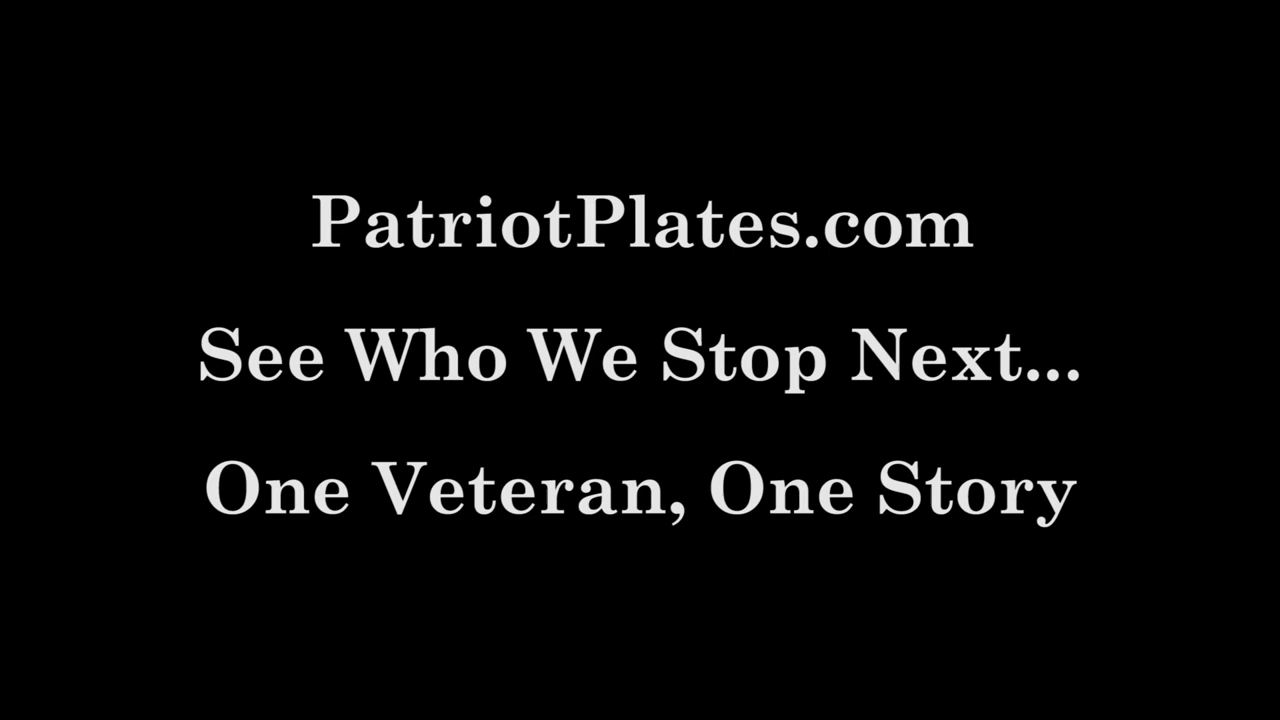 PatriotPlates.com
See Who We Stop Next...
One Veteran, One Story